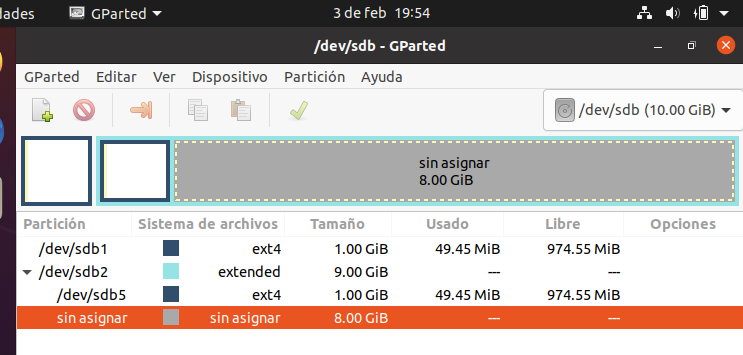 dades GParted 3 de feb 19:54
/dev/sdb - GParted
GParted Editar Ver Dispositivo Partición Ayuda
/dev/sdb (10.00 GiB)
sin asignar
8.00 GiB
Partición Sistema de archivos Tamaño Usado Libre Opciones
/dev/sdb1 ext4 1.00 GiB 49.45 MiB 974.55 MiB
/dev/sdb2 extended 9.00 GiB --- ---
/dev/sdb5 ext4 1.00 GiB 49.45 MiB 974.55 MiB
sin asignar sin asignar 8.00 GiB --- ---